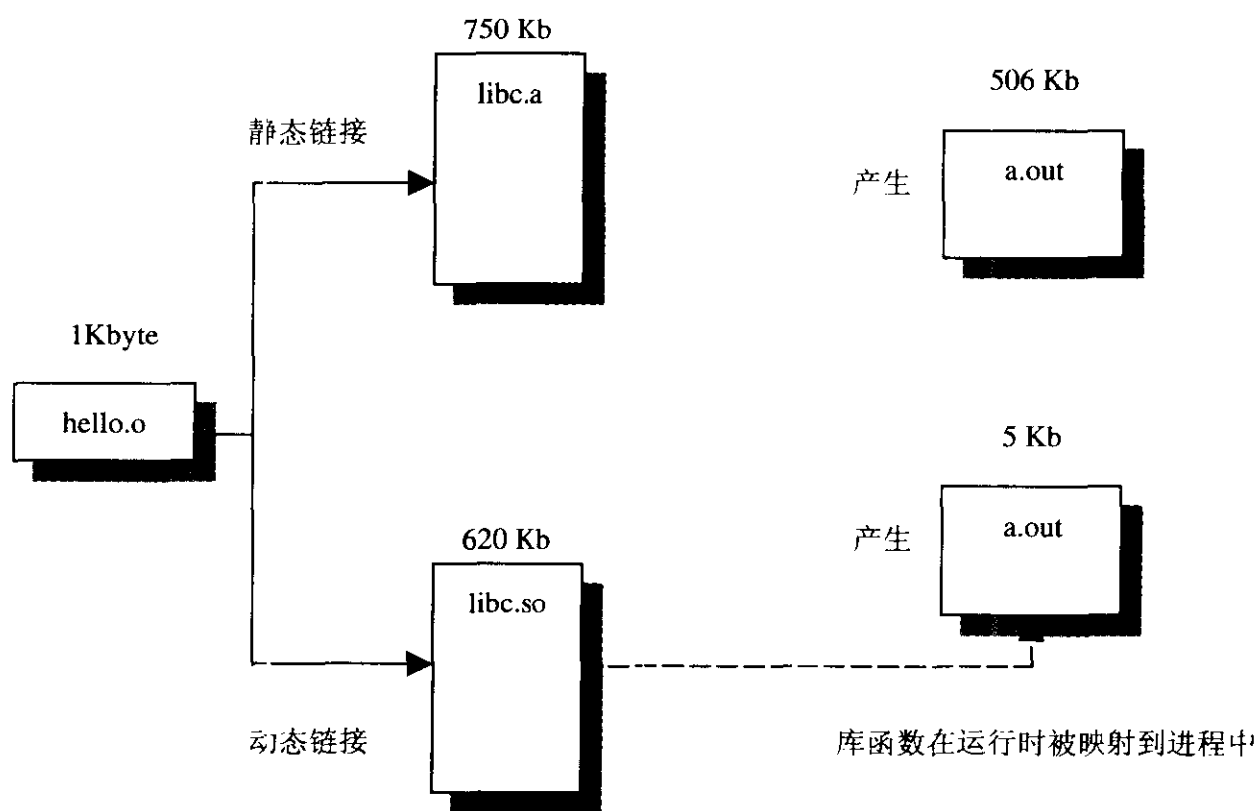 750 Kb
libc.a
静态链接
506 Kb
a.out
产生
1Kbyte
hello.o
5 Kb
a.out
产生
620 Kb
libc.so
动态链接
库函数在运行时被映射到进程中